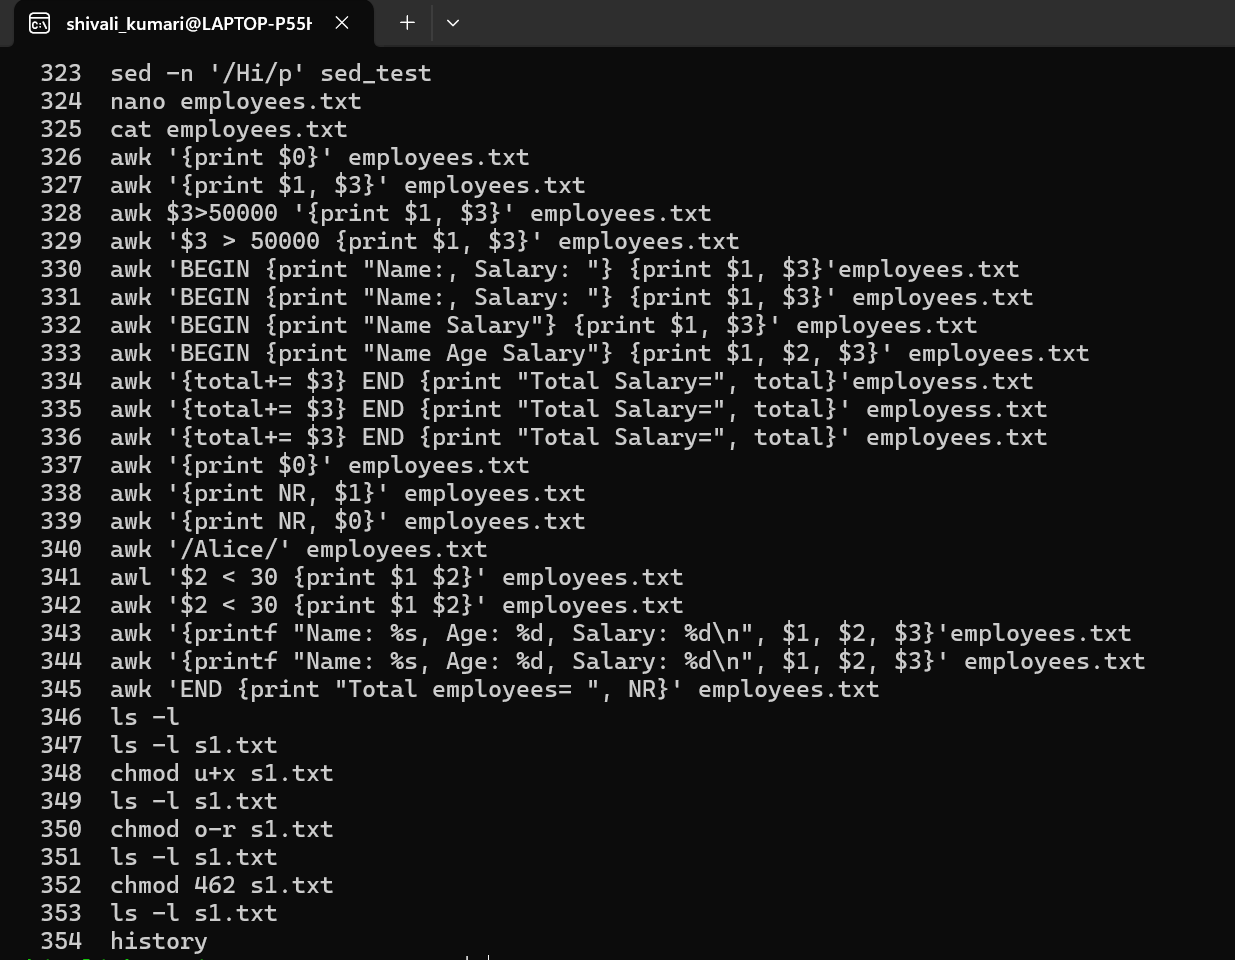 shivali_kumari@LAPTOP-P55H
323 sed -n '/Hi/p' sed_test
324 nano employees.txt
325 cat employees.txt
326 awk '{print $0}' employees.txt
327 awk '{print $1, $3}' employees.txt
328 awk $3>50000 '{print $1, $3}' employees.txt
329 awk '$3 > 50000 {print $1, $3}' employees.txt
330 awk 'BEGIN {print "Name:, Salary: "} {print $1, $3}'employees.txt
331 awk 'BEGIN {print "Name:, Salary: "} {print $1, $3}' employees.txt
332 awk 'BEGIN {print "Name Salary"} {print $1, $3}' employees.txt
333 awk 'BEGIN {print "Name Age Salary"} {print $1, $2, $3}' employees.txt
334 awk '{total+= $3} END {print "Total Salary=", total}'employess.txt
335 awk '{total+= $3} END {print "Total Salary=", total}' employess.txt
336 awk '{total+= $3} END {print "Total Salary=", total}' employees.txt
337 awk '{print $0}' employees.txt
338 awk '{print NR, $1}' employees.txt
339 awk '{print NR, $0}' employees.txt
340 awk '/Alice/' employees.txt
341 awl '$2 < 30 {print $1 $2}' employees.txt
342 awk '$2 < 30 {print $1 $2}' employees.txt
343 awk '{printf "Name: %s, Age: %d, Salary: %d\n", $1, $2, $3}'employees.txt
344 awk '{printf "Name: %s, Age: %d, Salary: %d\n", $1, $2, $3}' employees.txt
345 awk 'END {print "Total employees= ", NR}' employees.txt
346 ls -l
347 ls -l s1.txt
348 chmod u+x s1.txt
349 ls -l s1.txt
350 chmod o-r s1.txt
351 ls -l s1.txt
352 chmod 462 s1.txt
353 ls -l s1.txt
354 history